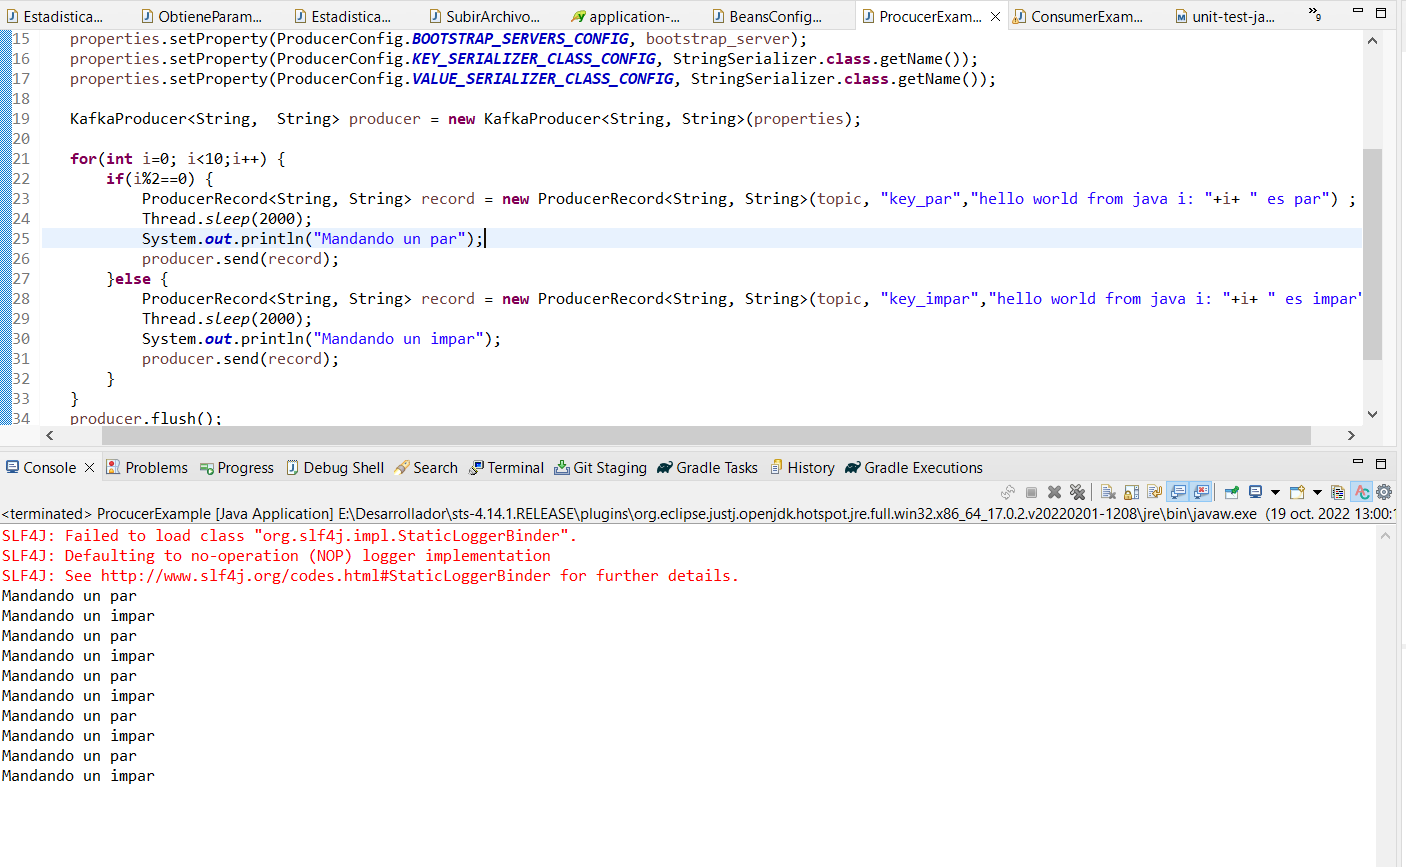 Estadistica... ObtieneParam... Estadistica... SubirArchivo... application-... BeansConfig... ProcucerExam... ConsumerExam... unit-test-ja... »9
15 properties.setProperty(ProducerConfig.BOOTSTRAP_SERVERS_CONFIG, bootstrap_server);
16 properties.setProperty(ProducerConfig.KEY_SERIALIZER_CLASS_CONFIG, StringSerializer.class.getName());
17 properties.setProperty(ProducerConfig.VALUE_SERIALIZER_CLASS_CONFIG, StringSerializer.class.getName());
18
19 KafkaProducer<String,  String> producer = new KafkaProducer<String, String>(properties);
20
21 for(int i=0; i<10;i++) {
22 if(i%2==0) {
23 ProducerRecord<String, String> record = new ProducerRecord<String, String>(topic, "key_par","hello world from java i: "+i+ " es par") ;
24 Thread.sleep(2000);
25 System.out.println("Mandando un par");
26 producer.send(record);
27 }else {
28 ProducerRecord<String, String> record = new ProducerRecord<String, String>(topic, "key_impar","hello world from java i: "+i+ " es impar"
29 Thread.sleep(2000);
30 System.out.println("Mandando un impar");
31 producer.send(record);
32 }
33 }
34 producer.flush();
Console Problems Progress Debug Shell Search Terminal Git Staging Gradle Tasks History Gradle Executions
<terminated> ProcucerExample [Java Application] E:\Desarrollador\sts-4.14.1.RELEASE\plugins\org.eclipse.justj.openjdk.hotspot.jre.full.win32.x86_64_17.0.2.v20220201-1208\jre\bin\javaw.exe (19 oct. 2022 13:00:1
SLF4J: Failed to load class "org.slf4j.impl.StaticLoggerBinder".
SLF4J: Defaulting to no-operation (NOP) logger implementation
SLF4J: See http://www.slf4j.org/codes.html#StaticLoggerBinder for further details.
Mandando un par
Mandando un impar
Mandando un par
Mandando un impar
Mandando un par
Mandando un impar
Mandando un par
Mandando un impar
Mandando un par
Mandando un impar